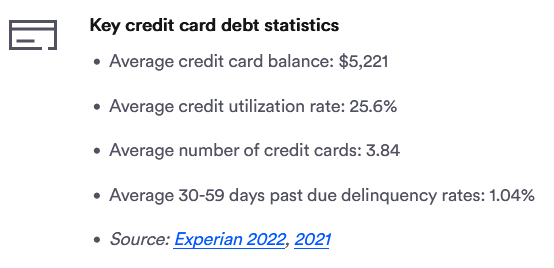 Key credit card debt statistics
• Average credit card balance: $5,221
• Average credit utilization rate: 25.6%
• Average number of credit cards: 3.84
• Average 30-59 days past due delinquency rates: 1.04%
• Source: Experian 2022, 2021